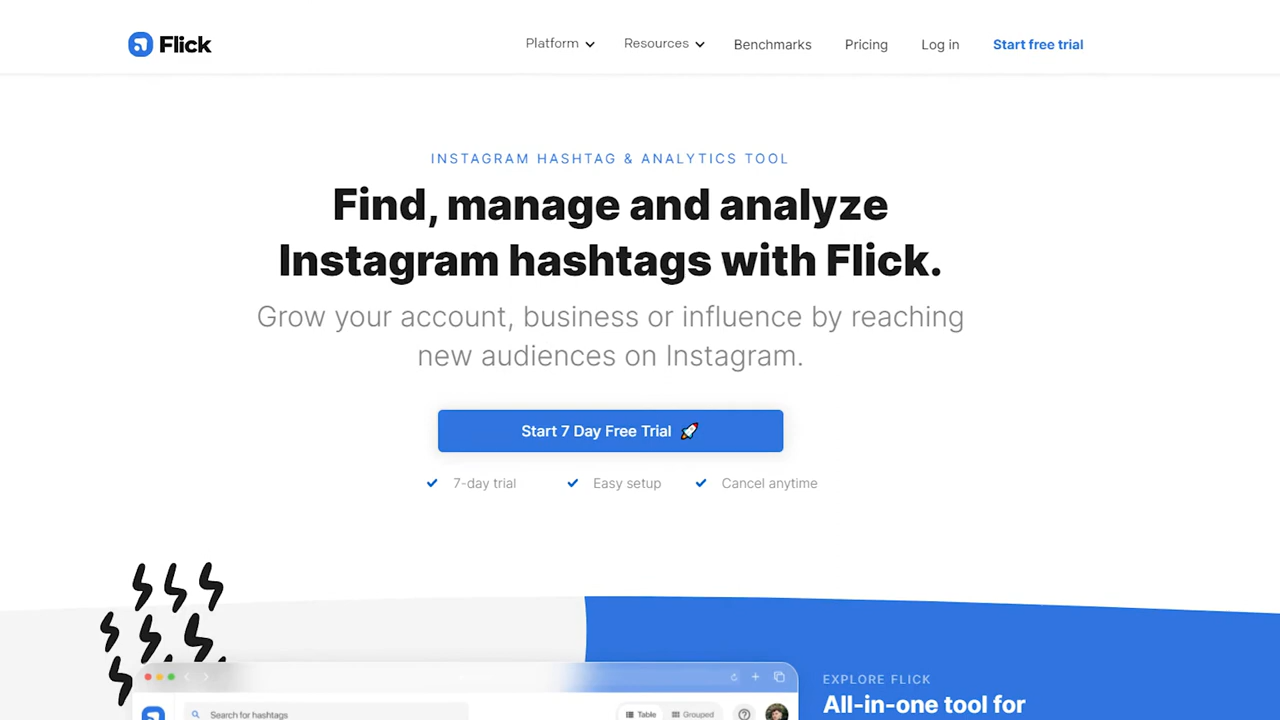 Flick
Platform
Resources
Benchmarks
Pricing
Log in
Start free trial
INSTAGRAM HASHTAG & ANALYTICS TOOL
Find, manage and analyze
Instagram hashtags with Flick.
Grow your account, business or influence by reaching
new audiences on Instagram.
Start 7 Day Free Trial 🚀
7-day trial
Easy setup
Cancel anytime
EXPLORE FLICK
All-in-one tool for
Search for hashtags
Table
Grouped